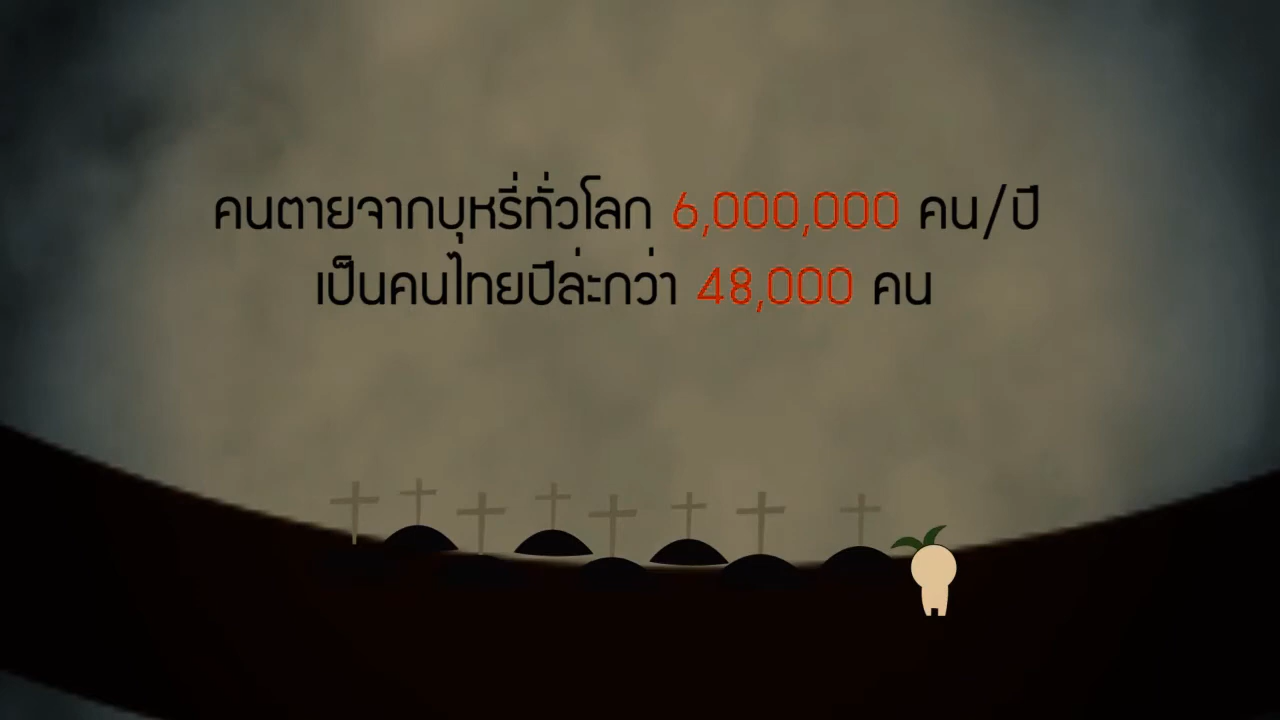 คนตายจากบุหรี่ทั่วโลก 6,000,000 คน/ปี
เป็นคนไทยปีล่ะกว่า 48,000 คน